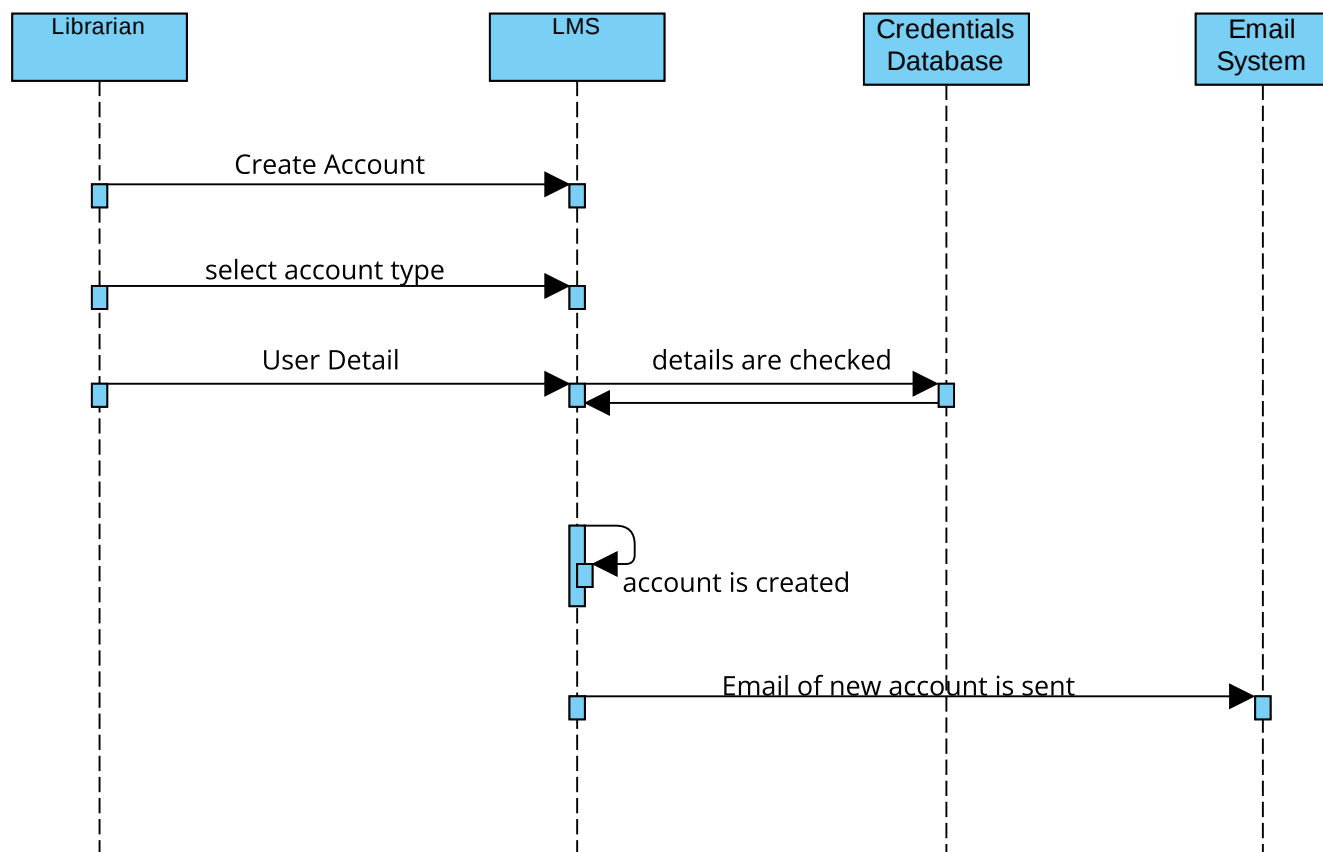 Librarian
LMS
Credentials
Database
Email
System
Create Account
select account type
User Detail
details are checked
account is created
Email of new account is sent